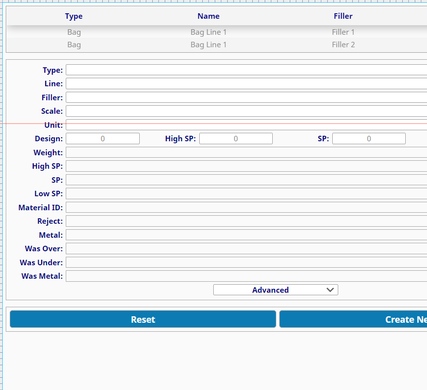 Type Name Filler
Bag Bag Line 1 Filler 1
Bag Bag Line 1 Filler 2
Type:
Line:
Filler:
Scale:
Unit:
Design: 0 High SP: 0 SP: 0
Weight:
High SP:
SP:
Low SP:
Material ID:
Reject:
Metal:
Was Over:
Was Under:
Was Metal:
Advanced
Reset Create Ne